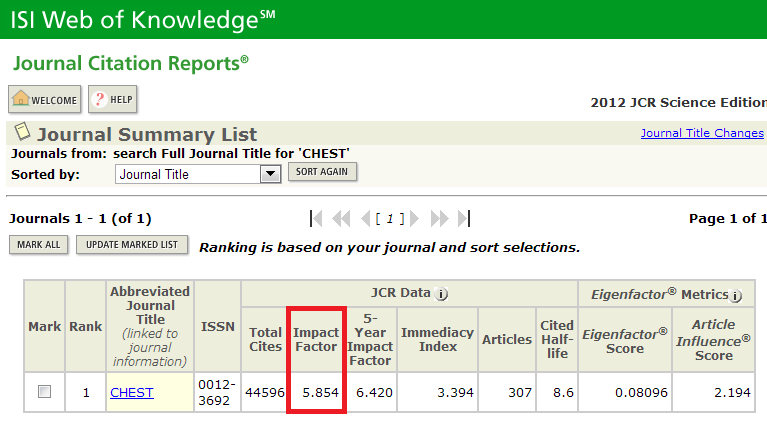 ISI Web of Knowledge℠
Journal Citation Reports®
WELCOME
? HELP
2012 JCR Science Edition
Journal Summary List
Journal Title Changes
Journals from: search Full Journal Title for 'CHEST'
Sorted by:
Journal Title
SORT AGAIN
Journals 1 - 1 (of 1)
[ 1 ]
Page 1 of 1
MARK ALL
UPDATE MARKED LIST
Ranking is based on your journal and sort selections.
Mark
Rank
Abbreviated
Journal
Title
(linked to
journal
information)
ISSN
JCR Data i
Eigenfactor® Metrics i
Total
Cites
Impact
Factor
5-
Year
Impact
Factor
Immediacy
Index
Articles
Cited
Half-
life
Eigenfactor®
Score
Article
Influence®
Score
1
CHEST
0012-
3692
44596
5.854
6.420
3.394
307
8.6
0.08096
2.194